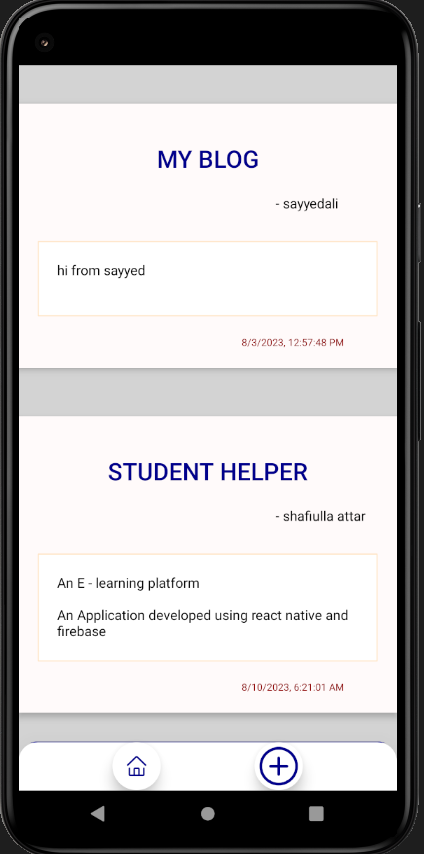 MY BLOG
- sayyedali
hi from sayyed
8/3/2023, 12:57:48 PM
STUDENT HELPER
- shafiulla attar
An E - learning platform
An Application developed using react native and
firebase
8/10/2023, 6:21:01 AM